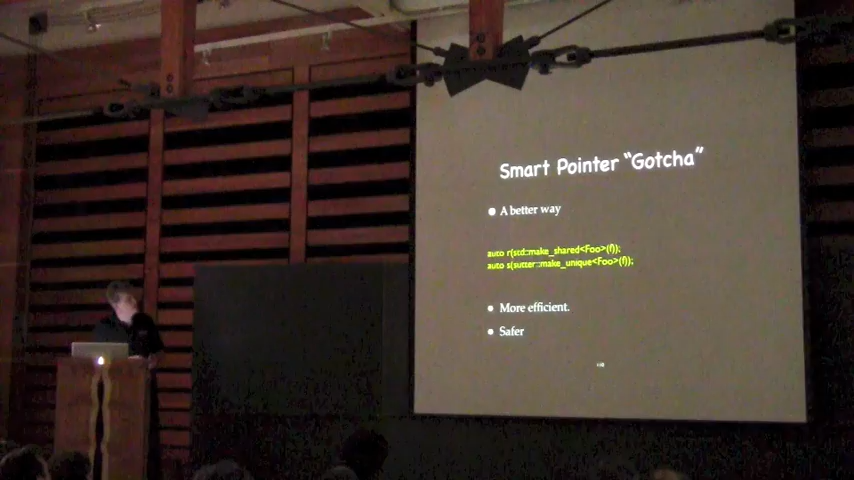 Smart Pointer “Gotcha”
A better way
auto r(std::make_shared<Foo>(f));
auto s(sutter::make_unique<Foo>(f));
More efficient.
Safer